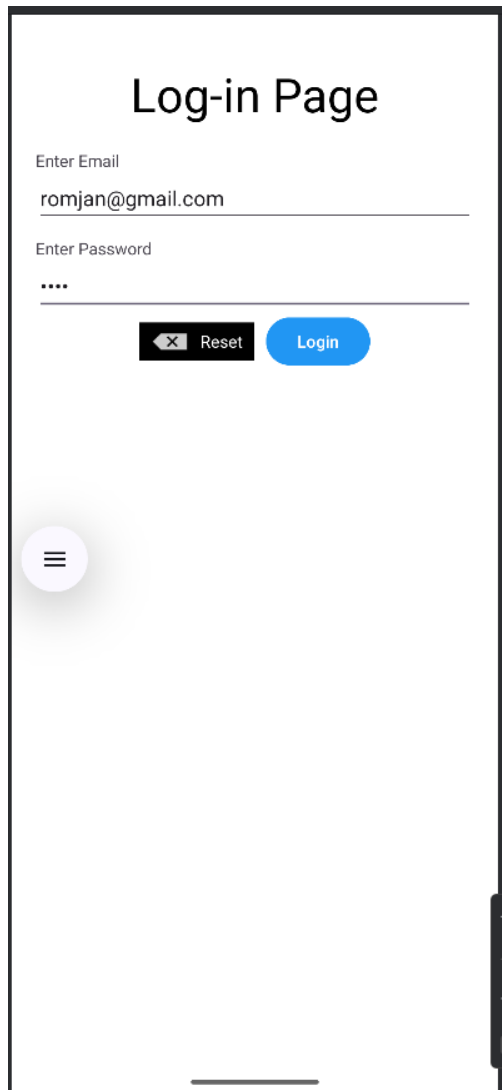 Log-in Page
Enter Email
romjan@gmail.com
Enter Password
••••
Reset
Login